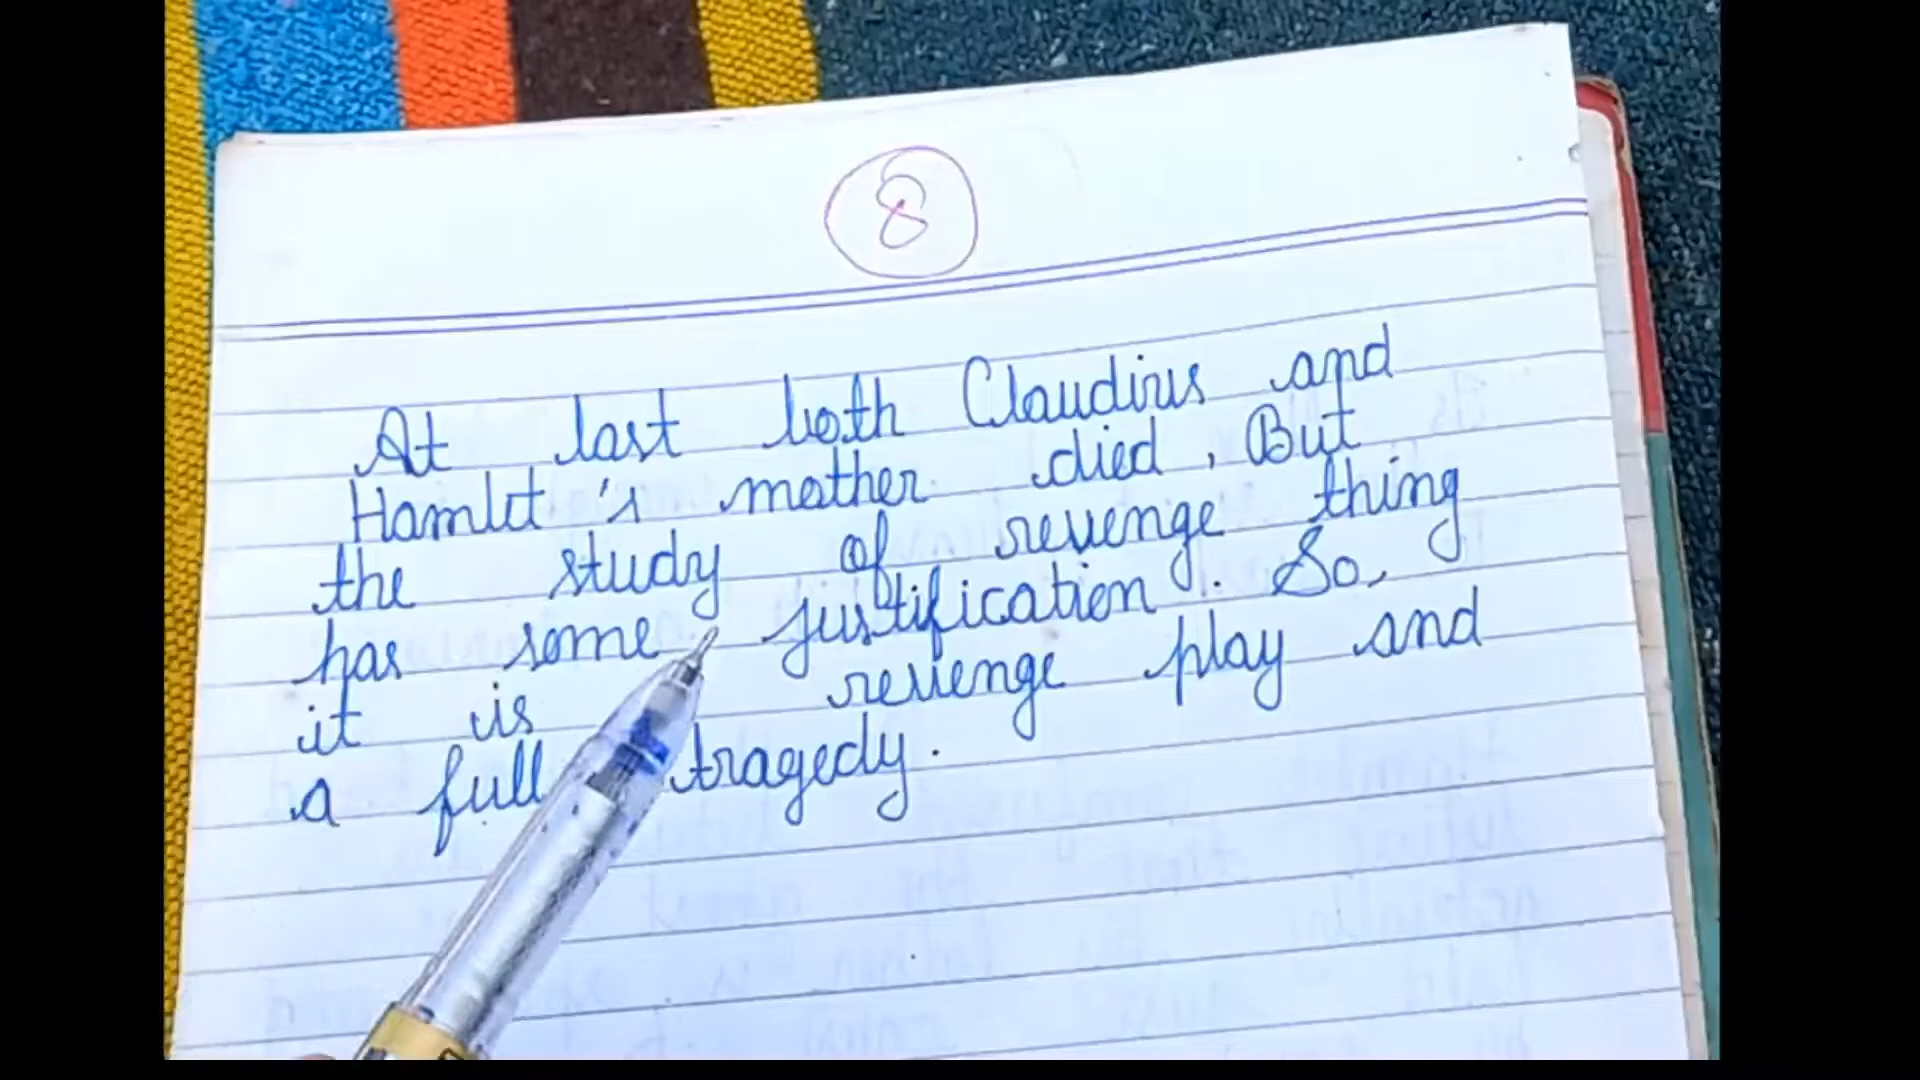 8
At last both Claudius and
Hamlet's mother died, But
the study of revenge thing
has some justification. So,
it is revenge play and
a full tragedy.